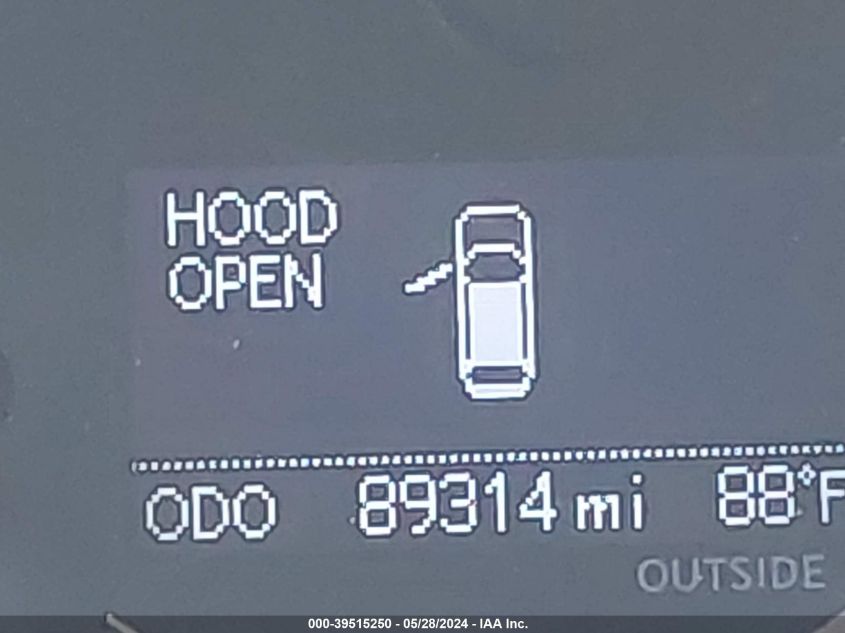 HOOD
OPEN
ODO 89314 mi 88°F
OUTSIDE
000-39515250 - 05/28/2024 - IAA Inc.